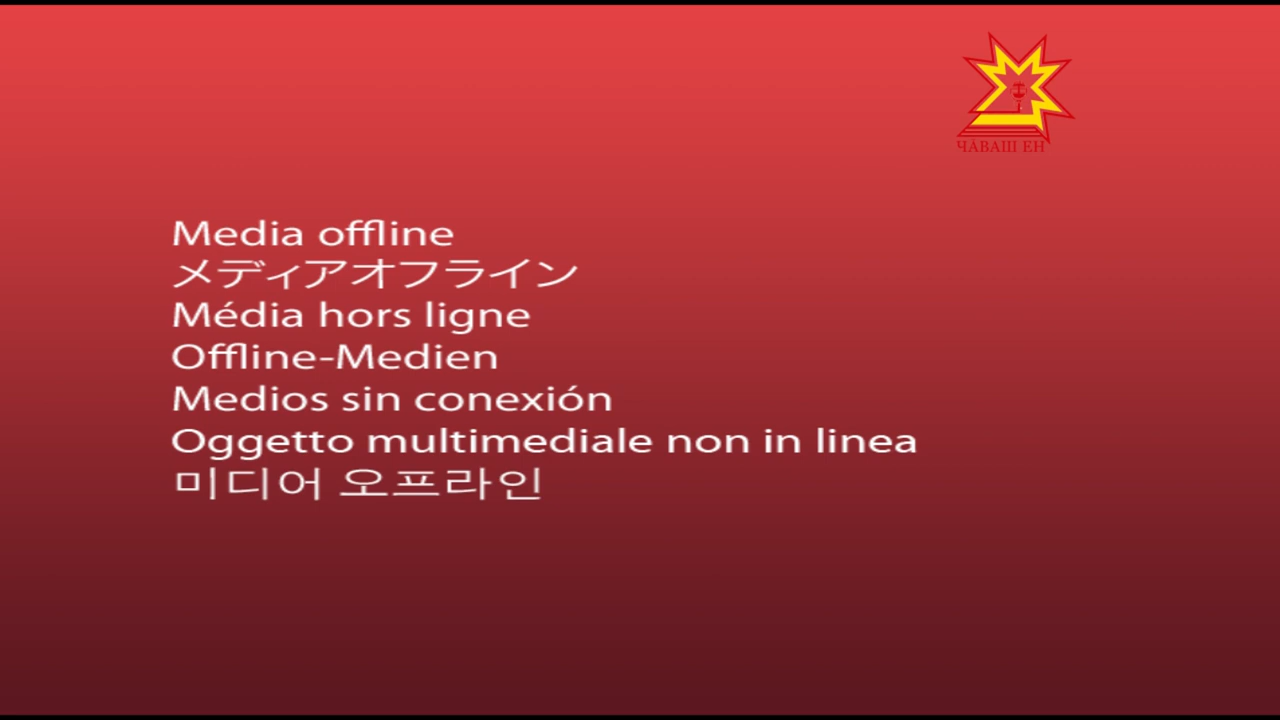 ЧӐВАШ ЕН
Media offline
メディアオフライン
Média hors ligne
Offline-Medien
Medios sin conexión
Oggetto multimediale non in linea
미디어 오프라인